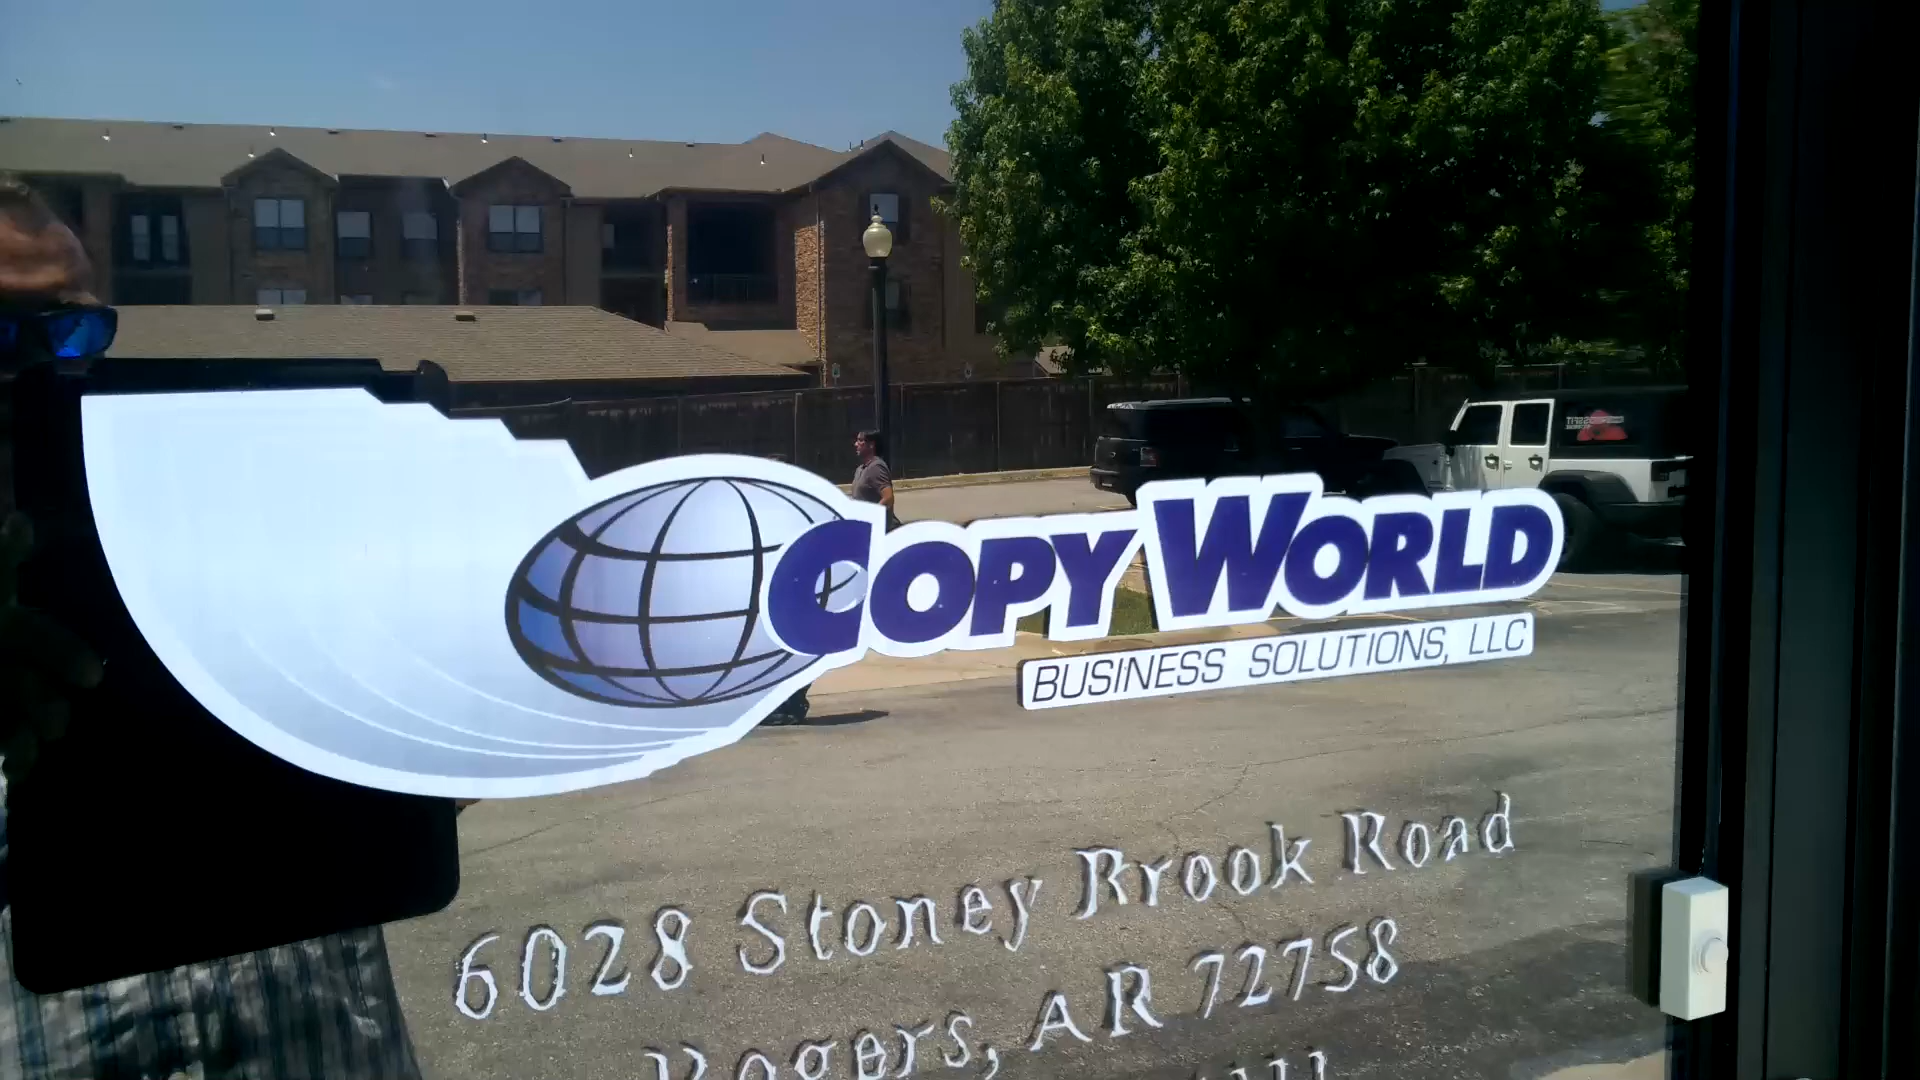 COPY WORLD
BUSINESS SOLUTIONS, LLC
6028 Stoney Brook Road
Rogers, AR 72758